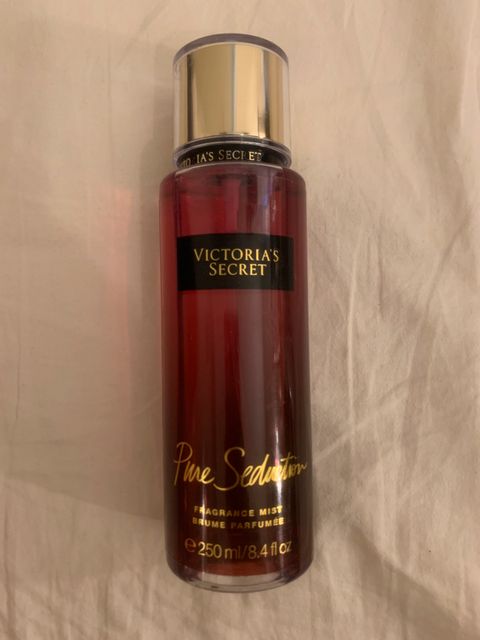 IA'S SECRET
VICTORIA'S
SECRET
Pure Seduction
FRAGRANCE MIST
BRUME PARFUMÉE
℮ 250 ml/8.4 fl oz